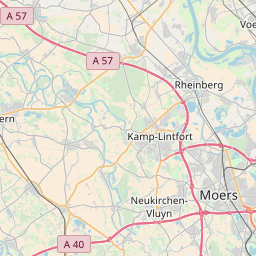 A 57
Voe
A 57
Rheinberg
ern
Kamp-Lintfort
Neukirchen-
Vluyn
Moers
A 40